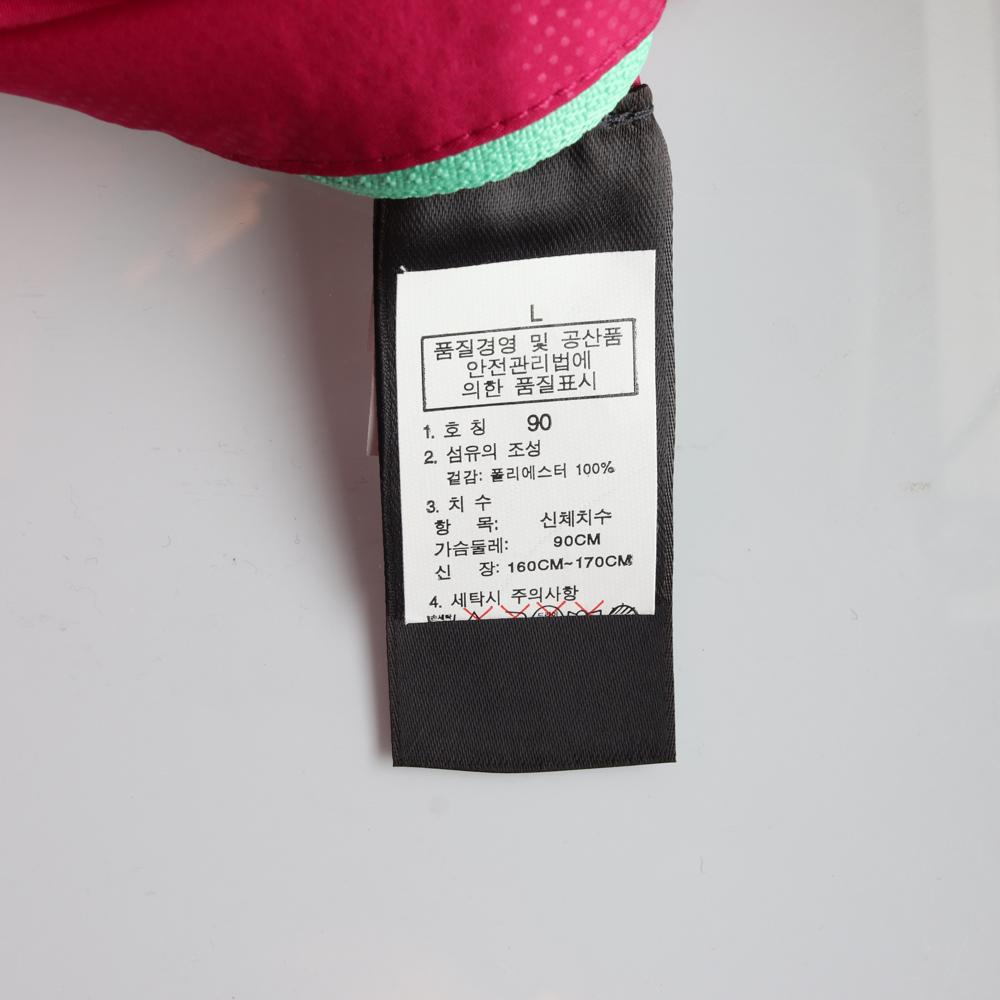 L
품질경영 및 공산품
안전관리법에
의한 품질표시
1. 호 칭 90
2. 섬유의 조성
겉감: 폴리에스터 100%
3. 치 수
항 목: 신체치수
가슴둘레: 90CM
신 장: 160CM~170CM
4. 세탁시 주의사항